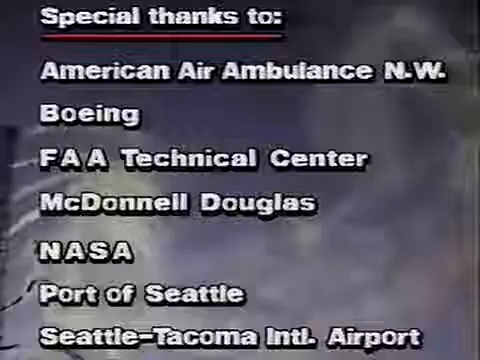 Special thanks to:
American Air Ambulance N.W.
Boeing
FAA Technical Center
McDonnell Douglas
NASA
Port of Seattle
Seattle-Tacoma Intl. Airport